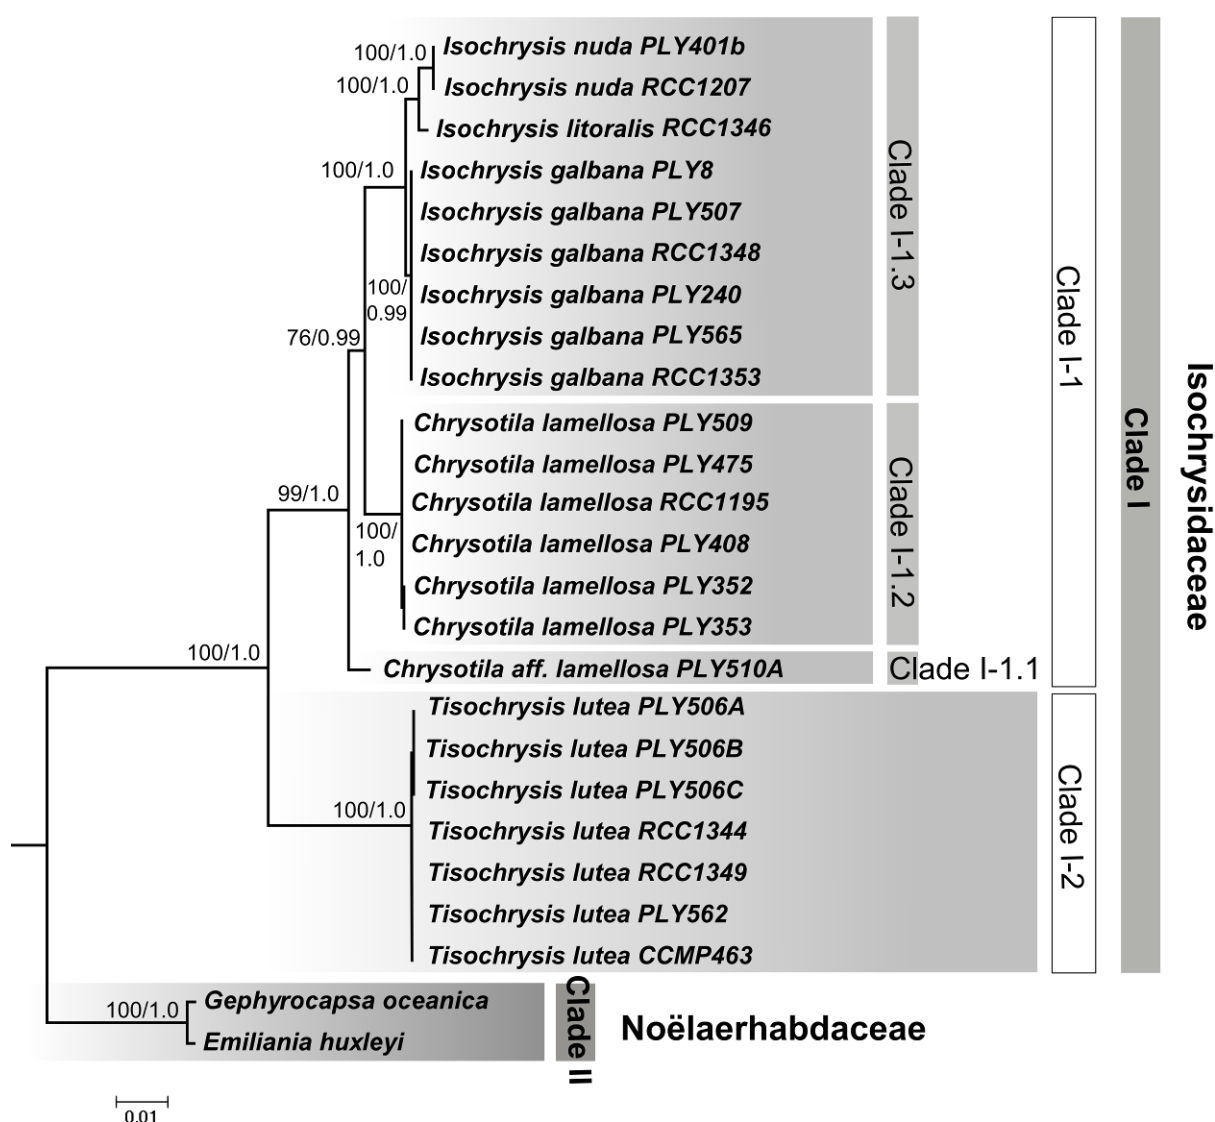 100/1.0
Isochrysis nuda PLY401b
100/1.0
Isochrysis nuda RCC1207
Isochrysis litoralis RCC1346
100/1.0
Isochrysis galbana PLY8
Isochrysis galbana PLY507
Isochrysis galbana RCC1348
100/
0.99
Isochrysis galbana PLY240
76/0.99
Isochrysis galbana PLY565
Isochrysis galbana RCC1353
Clade I-1.3
Chrysotila lamellosa PLY509
Chrysotila lamellosa PLY475
99/1.0
Chrysotila lamellosa RCC1195
100/
1.0
Chrysotila lamellosa PLY408
Chrysotila lamellosa PLY352
Chrysotila lamellosa PLY353
Clade I-1.2
100/1.0
Chrysotila aff. lamellosa PLY510A
Clade I-1.1
Clade I-1
Tisochrysis lutea PLY506A
Tisochrysis lutea PLY506B
Tisochrysis lutea PLY506C
100/1.0
Tisochrysis lutea RCC1344
Tisochrysis lutea RCC1349
Tisochrysis lutea PLY562
Tisochrysis lutea CCMP463
Clade I-2
Clade I
Isochrysidaceae
100/1.0
Gephyrocapsa oceanica
Emiliania huxleyi
Clade II
Noëlaerhabdaceae
0.01